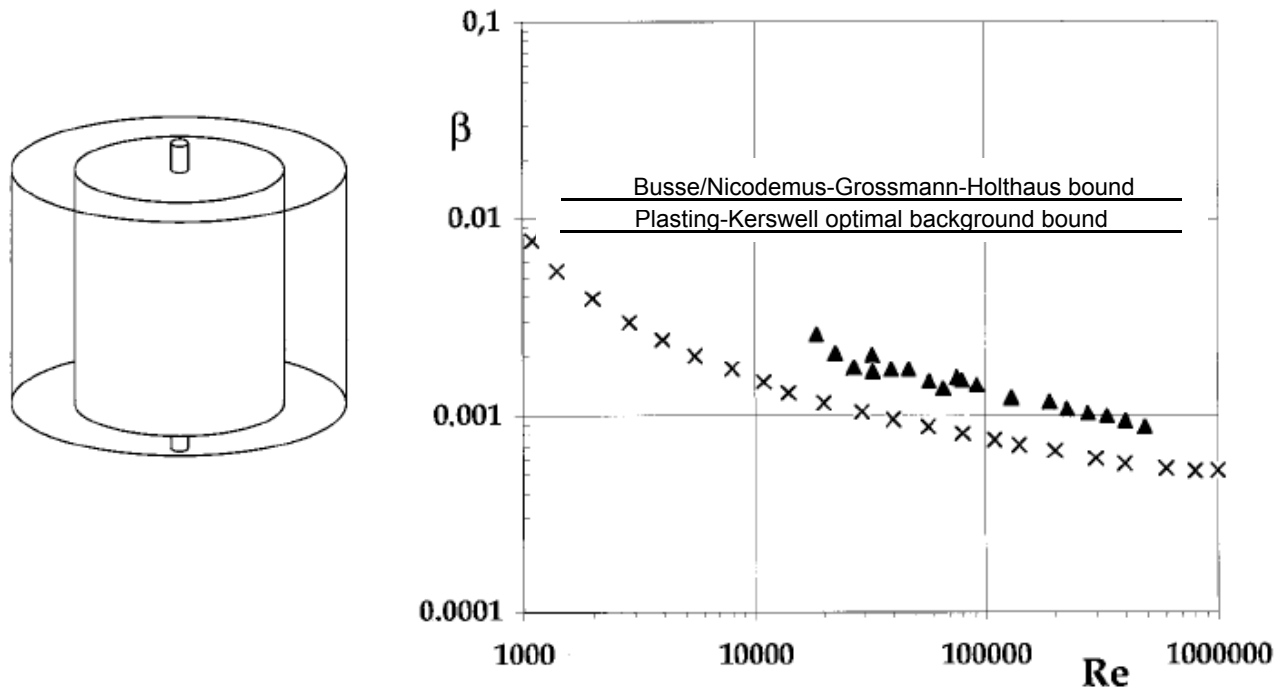 0,1
β
Busse/Nicodemus-Grossmann-Holthaus bound
0.01
Plasting-Kerswell optimal background bound
0.001
0.0001
1000 10000 100000 1000000
Re